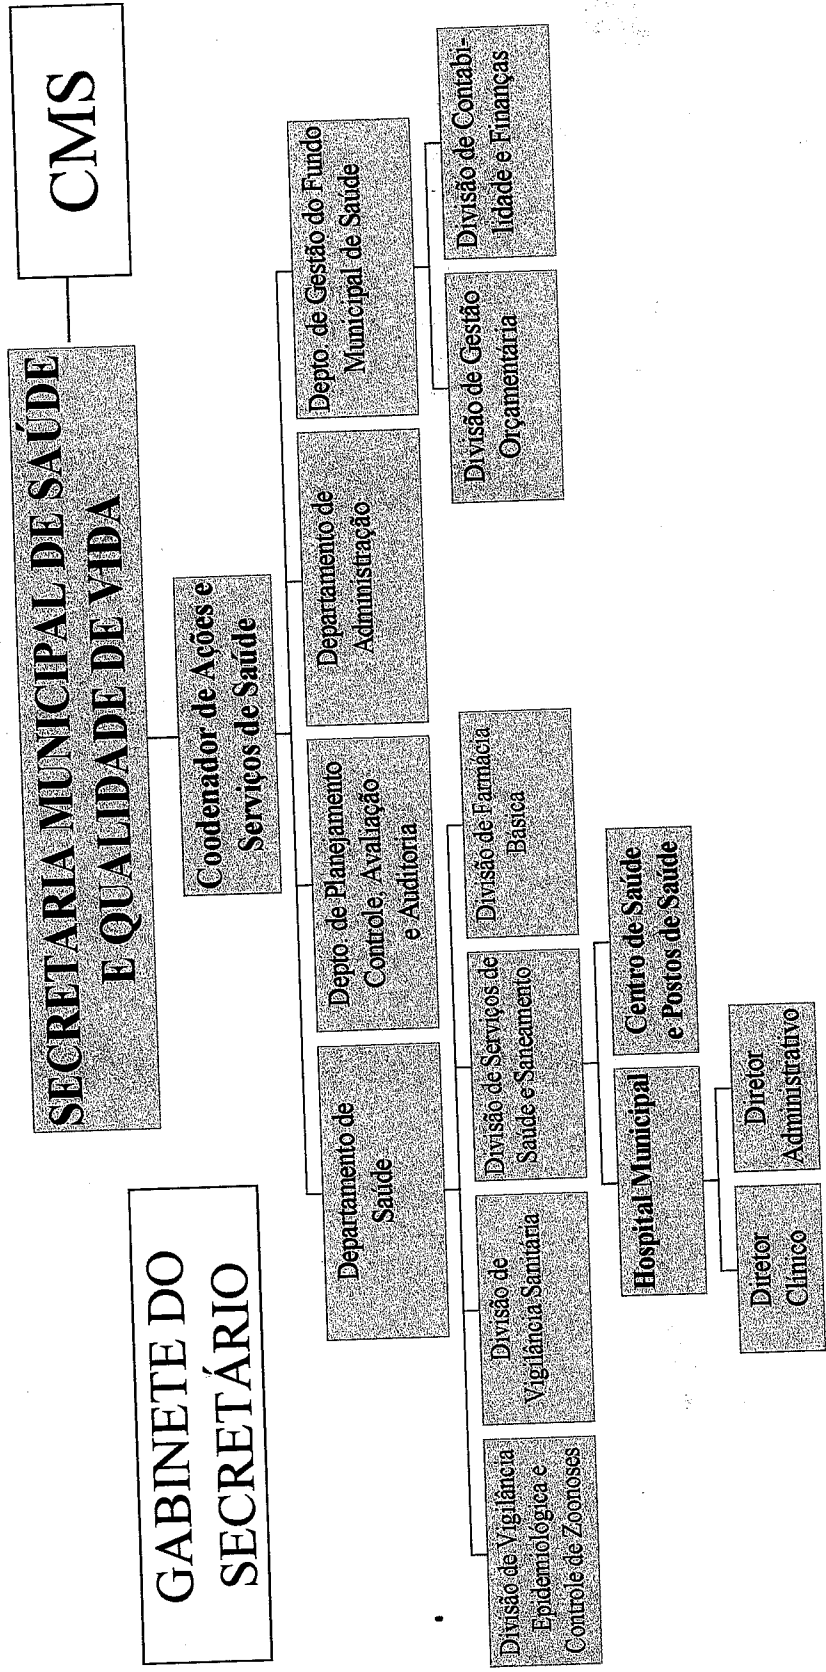 SECRETARIA MUNICIPAL DE SAÚDE
E QUALIDADE DE VIDA
CMS
GABINETE DO
SECRETÁRIO
Coodenador de Ações e
Serviços de Saúde
Departamento de
Saúde
Depto. de Planejamento
Controle, Avaliação
e Auditoria
Departamento de
Administração
Depto. de Gestão do Fundo
Municipal de Saúde
Divisão de Vigilância
Epidemiológica e
Controle de Zoonoses
Divisão de
Vigilância Sanitária
Divisão de Serviços de
Saúde e Saneamento
Divisão de Farmácia
Básica
Divisão de Gestão
Orçamentária
Divisão de Contabi-
lidade e Finanças
Hospital Municipal
Centro de Saúde
e Postos de Saúde
Diretor
Clínico
Diretor
Administrativo